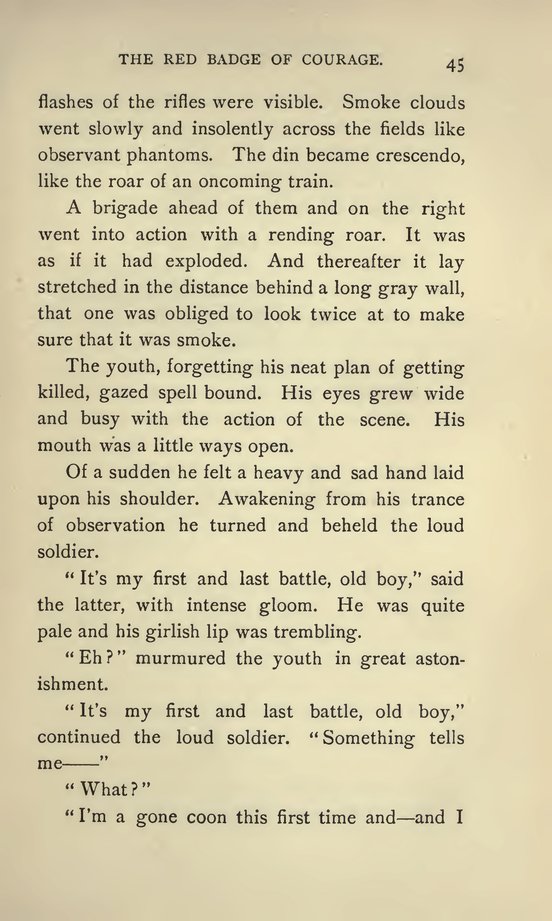 THE RED BADGE OF COURAGE. 45
flashes of the rifles were visible. Smoke clouds
went slowly and insolently across the fields like
observant phantoms. The din became crescendo,
like the roar of an oncoming train.
A brigade ahead of them and on the right
went into action with a rending roar. It was
as if it had exploded. And thereafter it lay
stretched in the distance behind a long gray wall,
that one was obliged to look twice at to make
sure that it was smoke.
The youth, forgetting his neat plan of getting
killed, gazed spell bound. His eyes grew wide
and busy with the action of the scene. His
mouth was a little ways open.
Of a sudden he felt a heavy and sad hand laid
upon his shoulder. Awakening from his trance
of observation he turned and beheld the loud
soldier.
"It's my first and last battle, old boy," said
the latter, with intense gloom. He was quite
pale and his girlish lip was trembling.
"Eh?" murmured the youth in great aston-
ishment.
"It's my first and last battle, old boy,"
continued the loud soldier. "Something tells
me——"
"What?"
"I'm a gone coon this first time and—and I